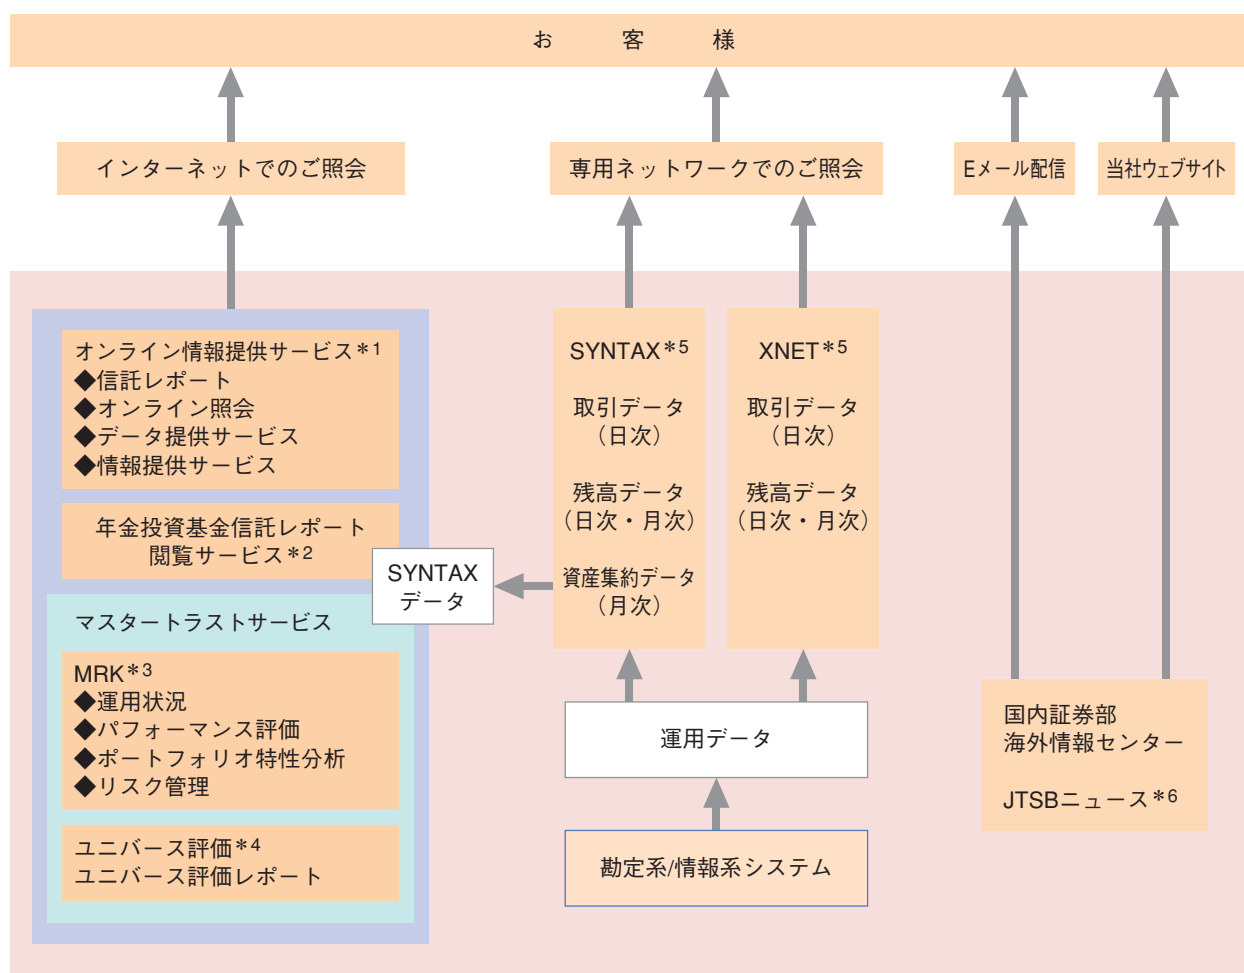 お客様
インターネットでのご照会
専用ネットワークでのご照会
Eメール配信
当社ウェブサイト
オンライン情報提供サービス＊1
◆信託レポート
◆オンライン照会
◆データ提供サービス
◆情報提供サービス
年金投資基金信託レポート
閲覧サービス＊2
マスタートラストサービス
MRK＊3
◆運用状況
◆パフォーマンス評価
◆ポートフォリオ特性分析
◆リスク管理
ユニバース評価＊4
ユニバース評価レポート
SYNTAX
データ
SYNTAX＊5
取引データ
（日次）
残高データ
（日次・月次）
資産集約データ
（月次）
XNET＊5
取引データ
（日次）
残高データ
（日次・月次）
運用データ
勘定系/情報系システム
国内証券部
海外情報センター
JTSBニュース＊6